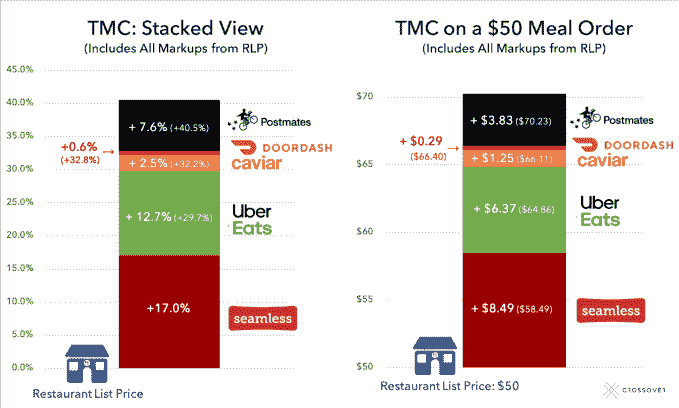 TMC: Stacked View
(Includes All Markups from RLP)
45.0%
40.0%
35.0%
30.0%
25.0%
20.0%
15.0%
10.0%
5.0%
0.0%
+ 7.6% (+40.5%)
+0.6%
(+32.8%)
+ 2.5% (+32.2%)
+ 12.7% (+29.7%)
+17.0%
Postmates
DOORDASH
caviar
Uber
Eats
seamless
Restaurant List Price
TMC on a $50 Meal Order
(Includes All Markups from RLP)
$70
$65
$60
$55
$50
+ $3.83 ($70.23)
+ $0.29
($66.40)
+ $1.25 ($66.11)
+ $6.37 ($64.86)
+ $8.49 ($58.49)
Postmates
DOORDASH
caviar
Uber
Eats
seamless
Restaurant List Price: $50
CROSSOVER